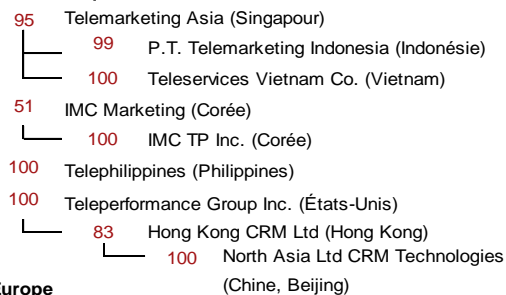 95 Telemarketing Asia (Singapour)
99 P.T. Telemarketing Indonesia (Indonésie)
100 Teleservices Vietnam Co. (Vietnam)
51 IMC Marketing (Corée)
100 IMC TP Inc. (Corée)
100 Telephilippines (Philippines)
100 Teleperformance Group Inc. (États-Unis)
83 Hong Kong CRM Ltd (Hong Kong)
100 North Asia Ltd CRM Technologies
(Chine, Beijing)
Europe